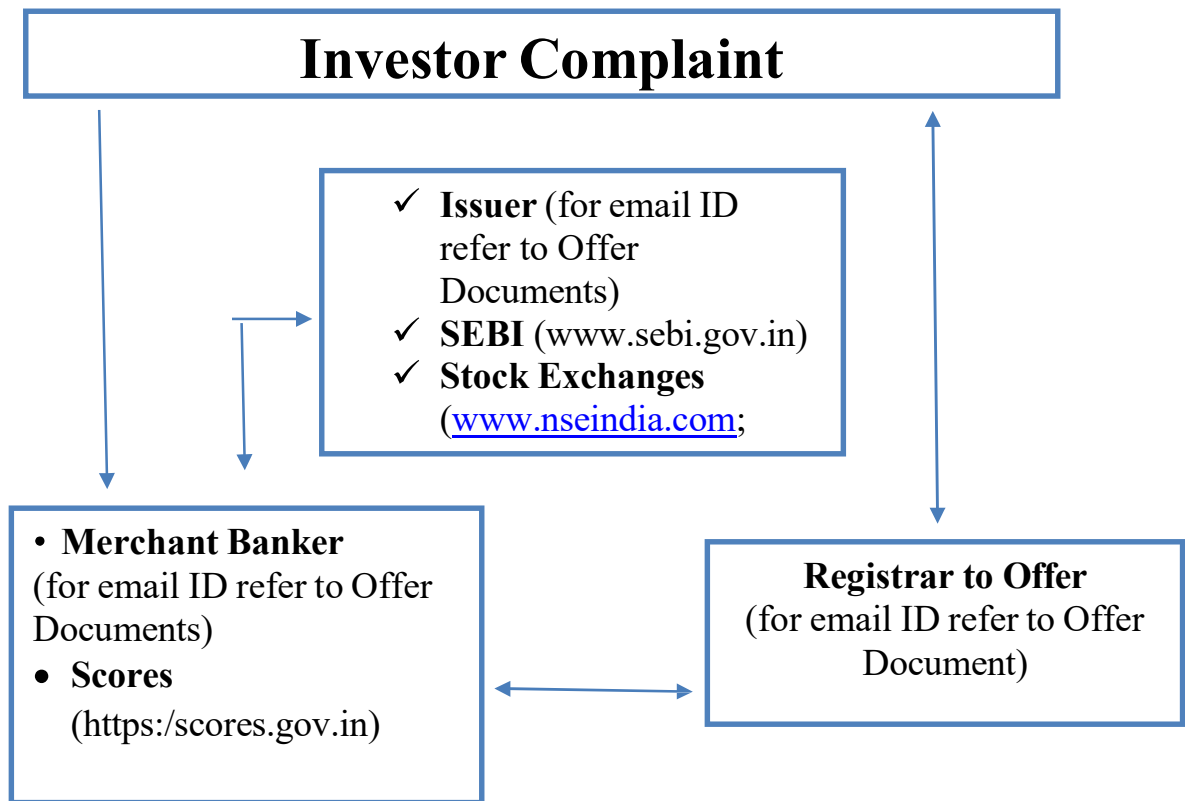 Investor Complaint
✓ Issuer (for email ID
refer to Offer
Documents)
✓ SEBI (www.sebi.gov.in)
✓ Stock Exchanges
(www.nseindia.com;
• Merchant Banker
(for email ID refer to Offer
Documents)
• Scores
(https:/scores.gov.in)
Registrar to Offer
(for email ID refer to Offer
Document)